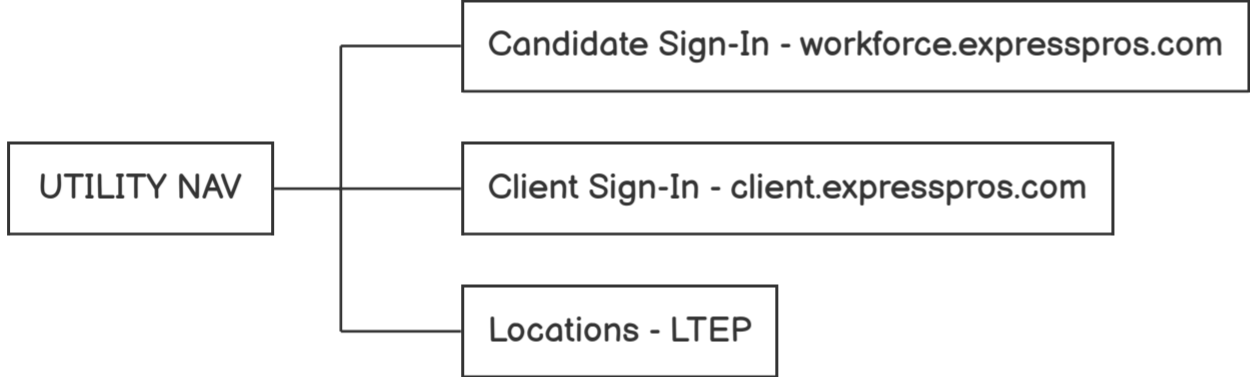 Candidate Sign-In - workforce.expresspros.com
UTILITY NAV
Client Sign-In - client.expresspros.com
Locations - LTEP